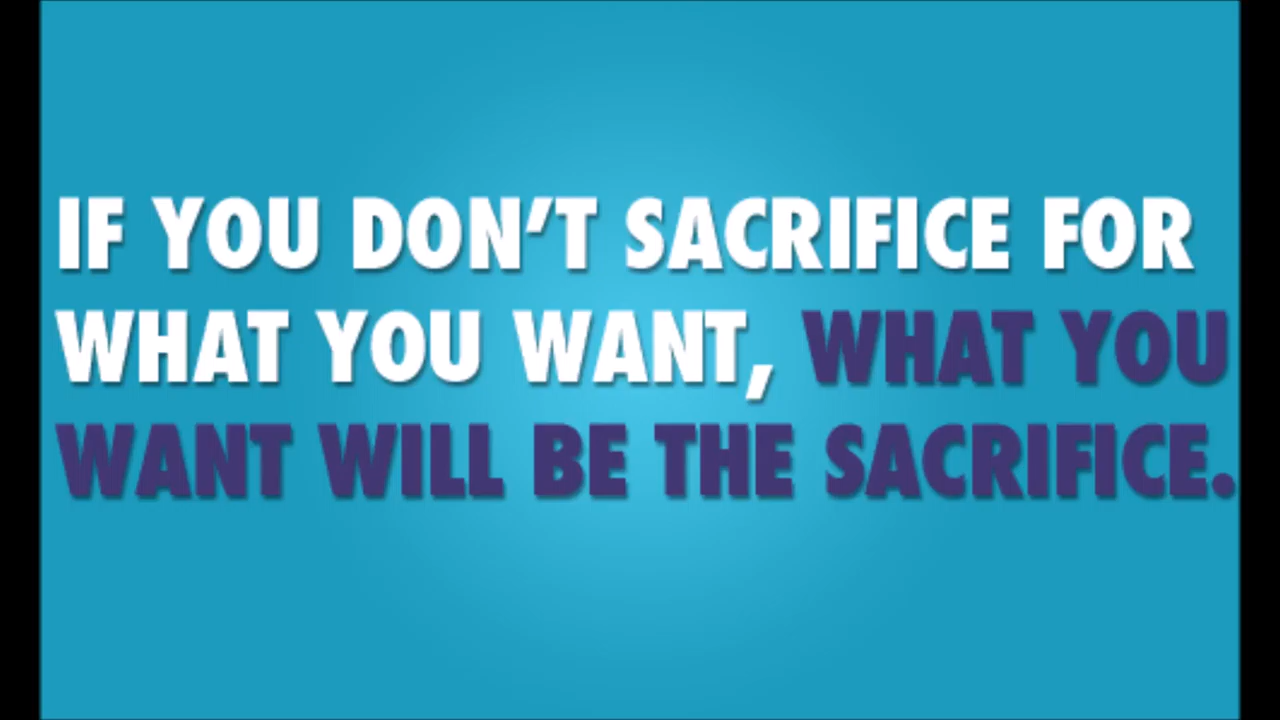 IF YOU DON’T SACRIFICE FOR
WHAT YOU WANT, WHAT YOU
WANT WILL BE THE SACRIFICE.